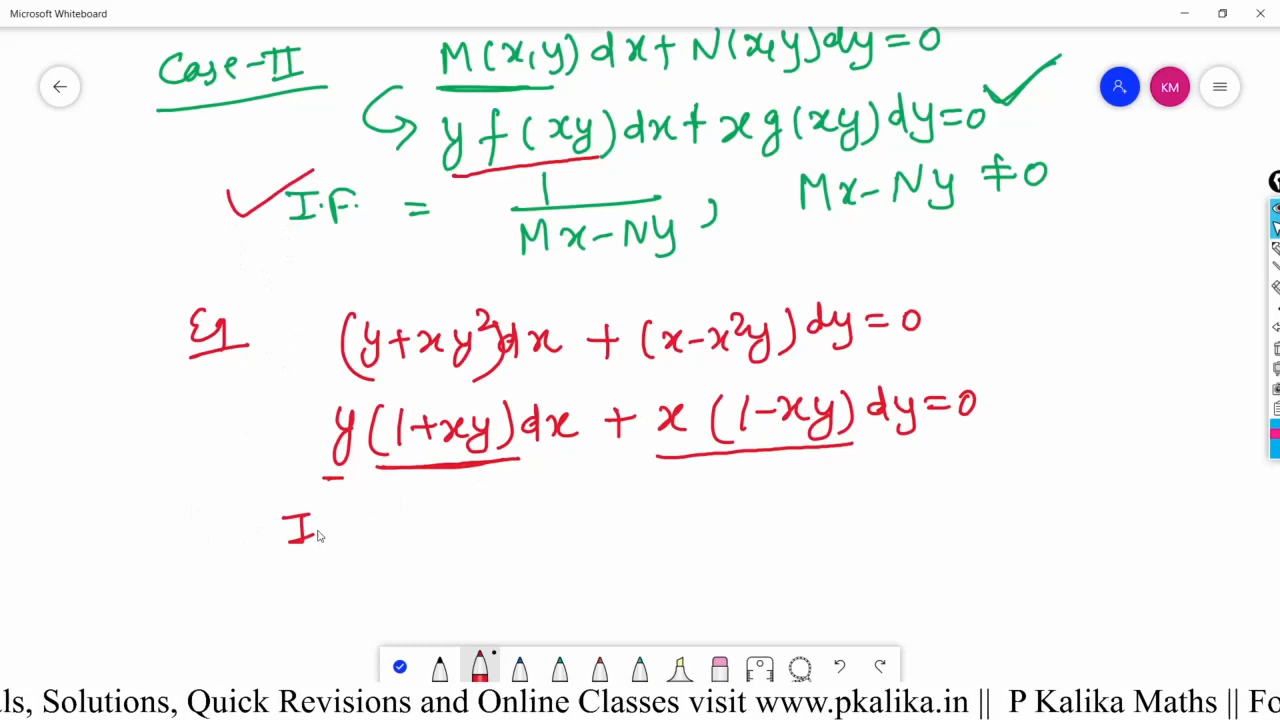 Microsoft Whiteboard
Case-II M(x,y)dx+N(x,y)dy=0
KM
y f(xy)dx+xg(xy)dy=0
I.F. = 1/(Mx-Ny), Mx-Ny ≠0
Eg (y+xy²)dx + (x-x²y)dy=0
y(1+xy)dx + x(1-xy)dy=0
I
ls, Solutions, Quick Revisions and Online Classes visit www.pkalika.in || P Kalika Maths || Fo